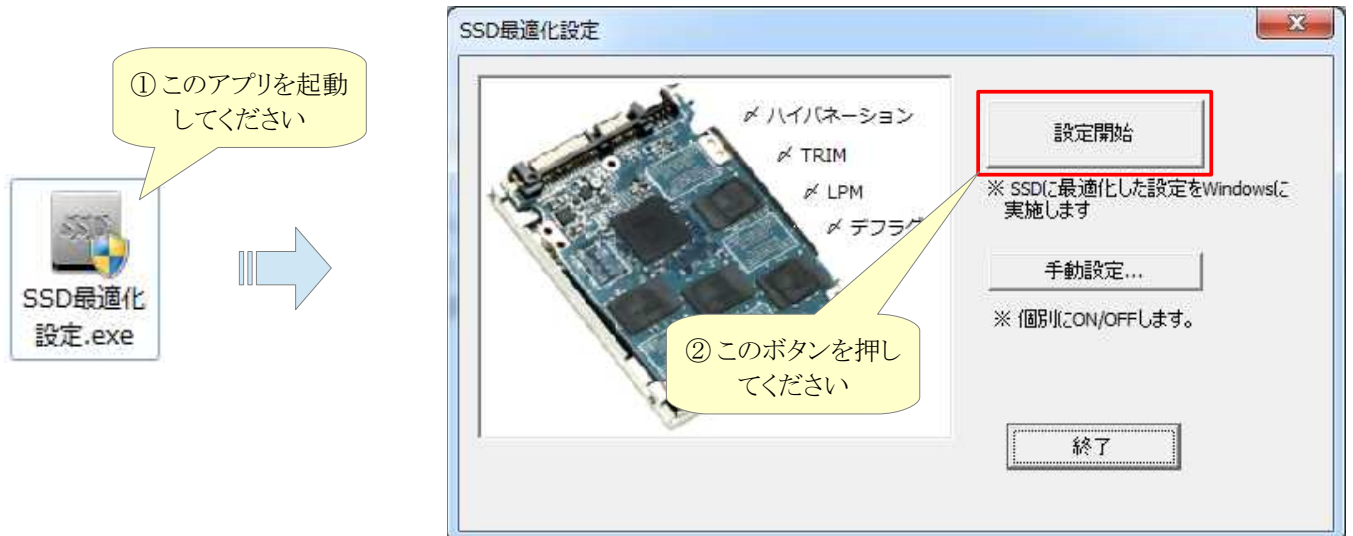 ①このアプリを起動
してください
SSD
SSD最適化
設定.exe
SSD最適化設定
ハイバネーション
TRIM
LPM
デフラグ
設定開始
※ SSDに最適化した設定をWindowsに
実施します
手動設定...
※ 個別にON/OFFします。
②このボタンを押し
てください
終了